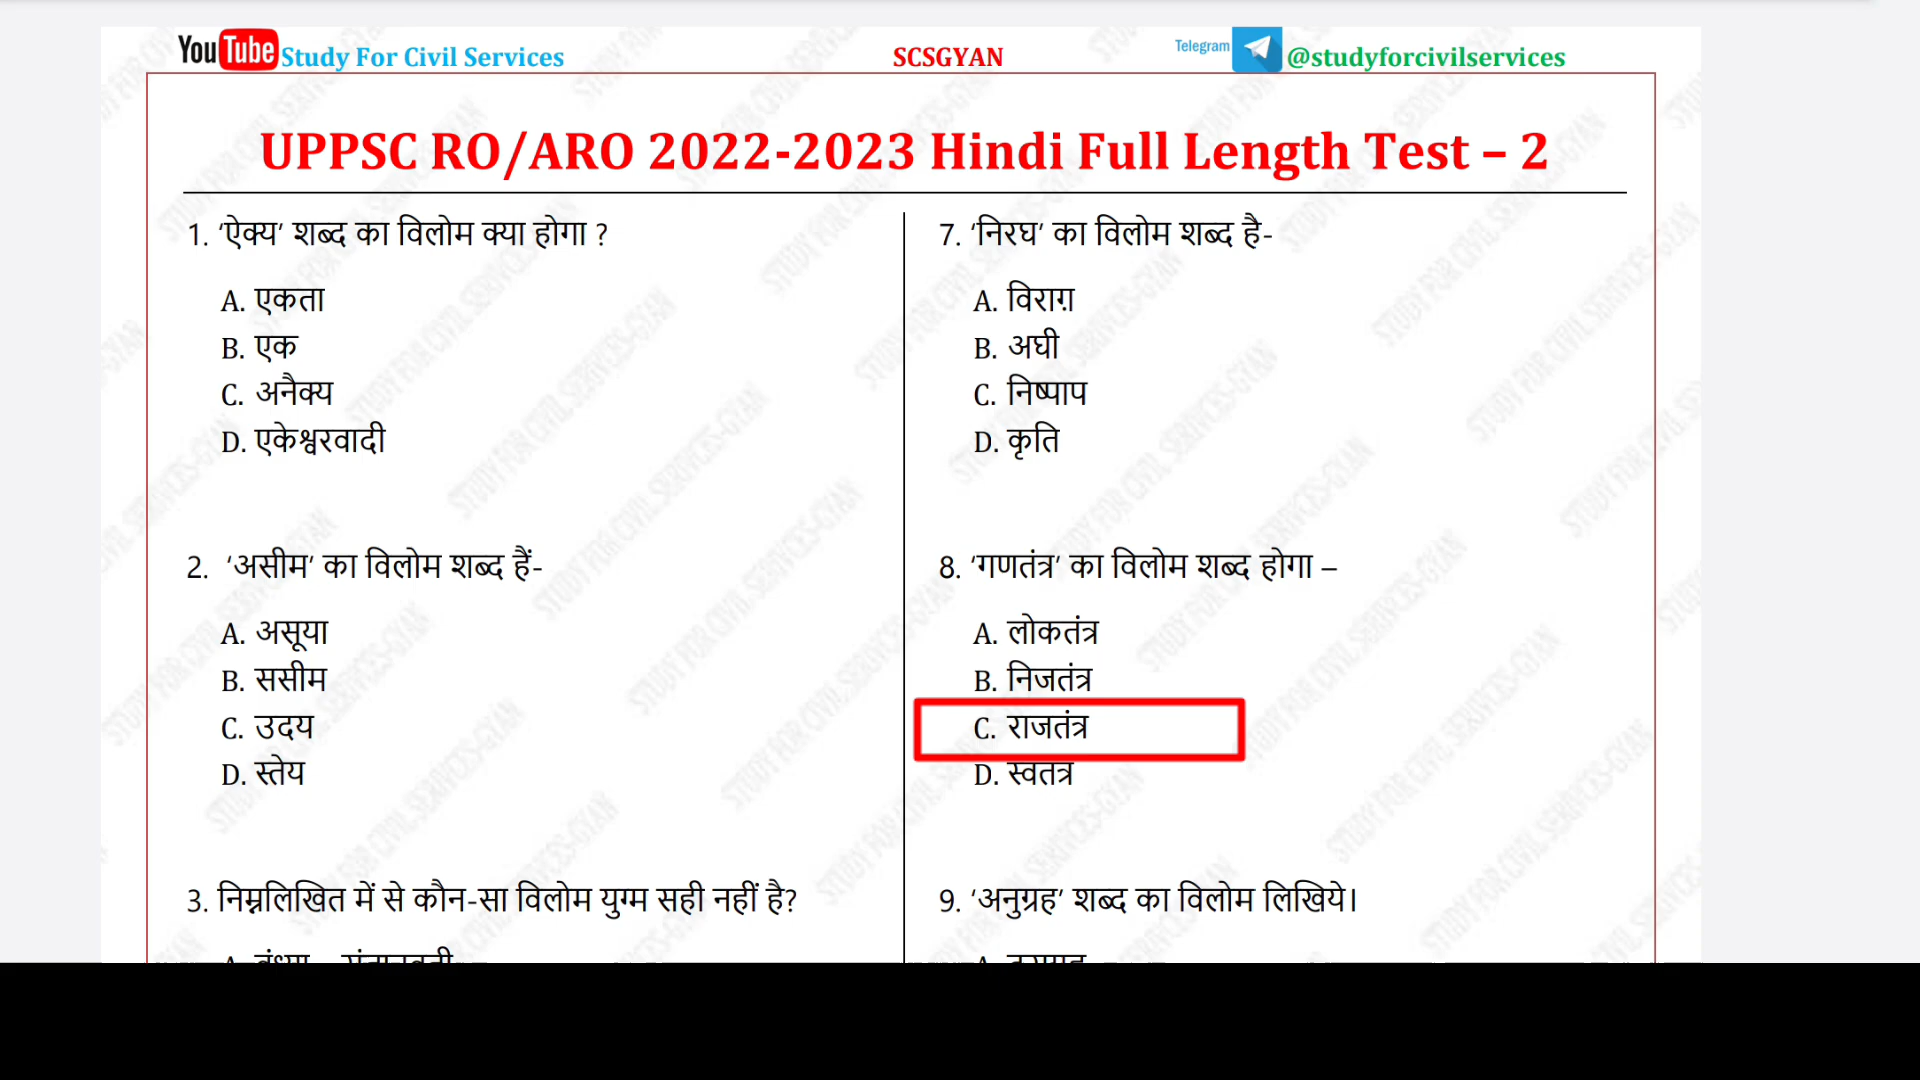 YouTube Study For Civil Services
SCSGYAN
Telegram @studyforcivilservices
UPPSC RO/ARO 2022-2023 Hindi Full Length Test – 2
1. ‘ऐक्य’ शब्द का विलोम क्या होगा ?
A. एकता
B. एक
C. अनैक्य
D. एकेश्वरवादी
2. ‘असीम’ का विलोम शब्द हैं-
A. असूया
B. ससीम
C. उदय
D. स्तेय
3. निम्नलिखित में से कौन-सा विलोम युग्म सही नहीं है?
7. ‘निरघ’ का विलोम शब्द है-
A. विराग़
B. अघी
C. निष्पाप
D. कृति
8. ‘गणतंत्र’ का विलोम शब्द होगा –
A. लोकतंत्र
B. निजतंत्र
C. राजतंत्र
D. स्वतत्र
9. ‘अनुग्रह’ शब्द का विलोम लिखिये।